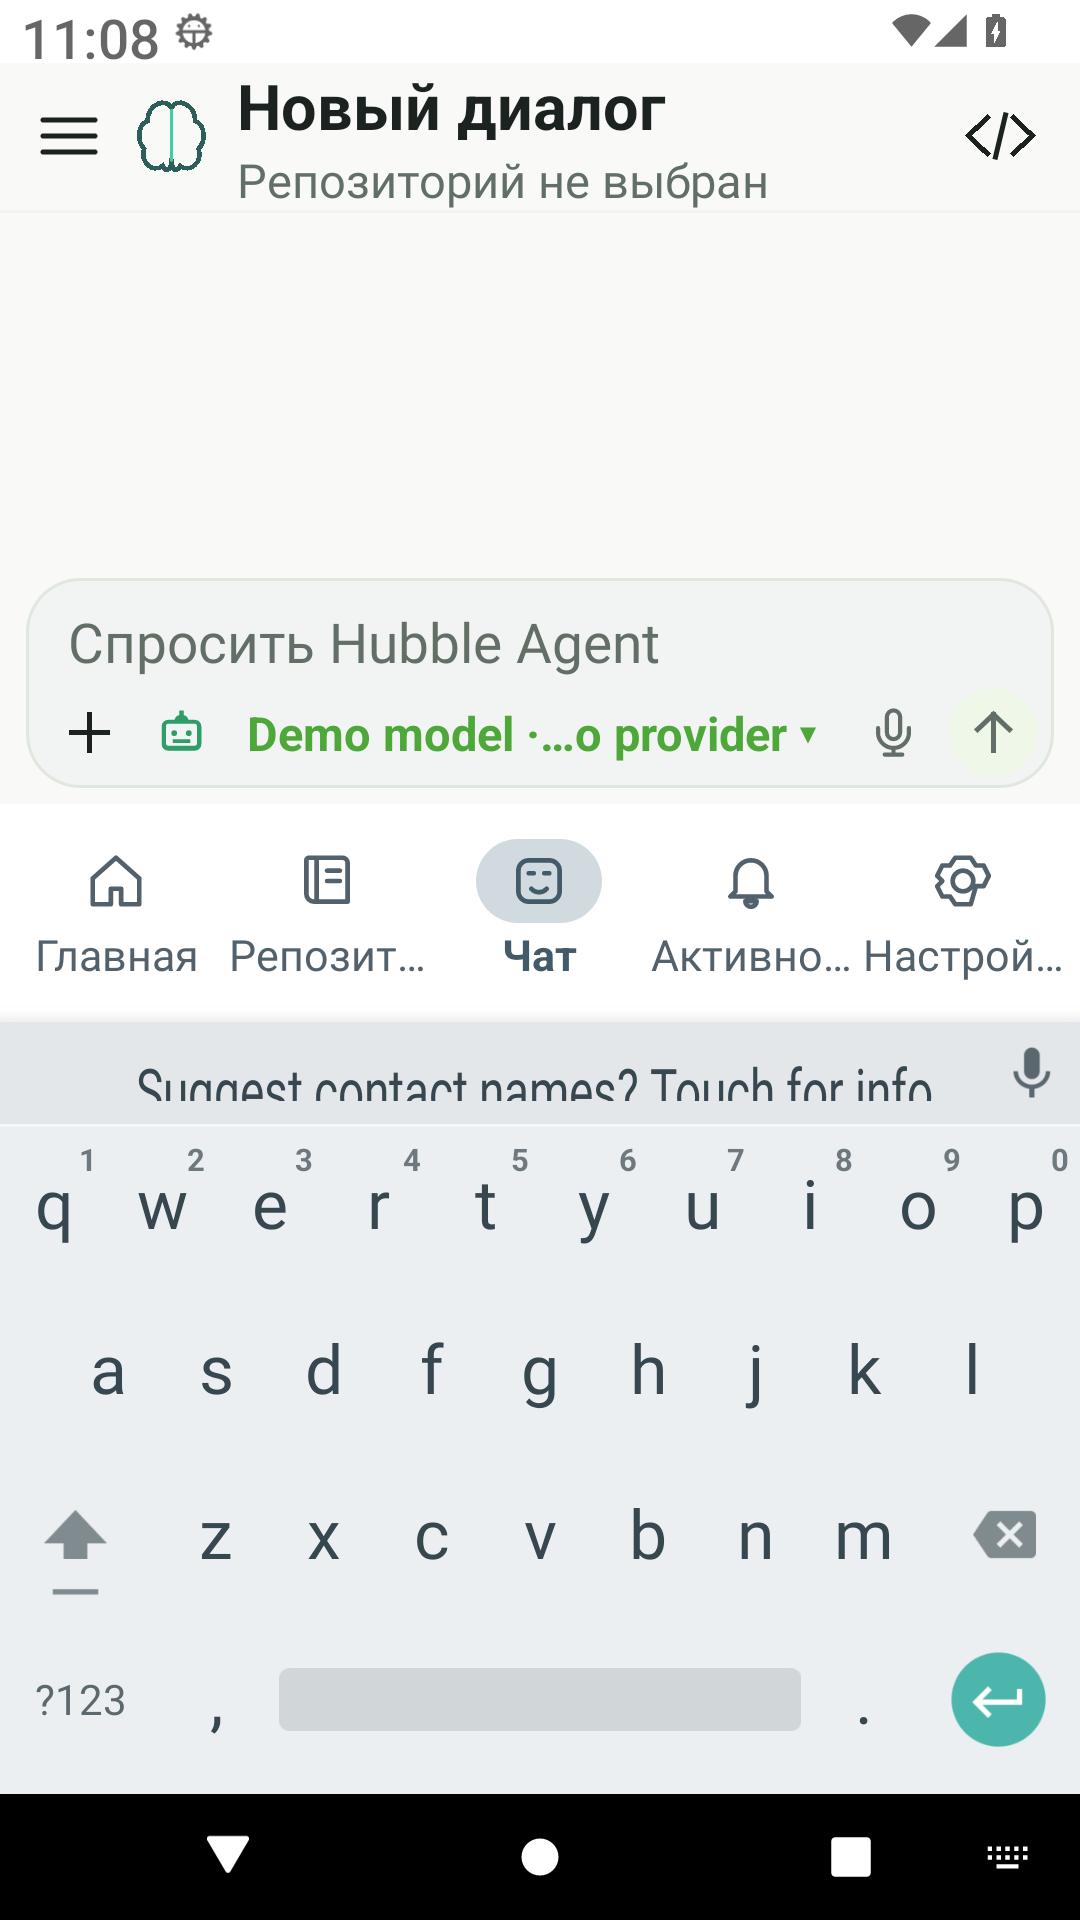 11:08
Новый диалог
Репозиторий не выбран
Спросить Hubble Agent
Demo model ·…o provider ▾
Главная Репозит… Чат Активно… Настрой…
Suggest contact names? Touch for info
1 2 3 4 5 6 7 8 9 0
q w e r t y u i o p
a s d f g h j k l
z x c v b n m
?123 , .